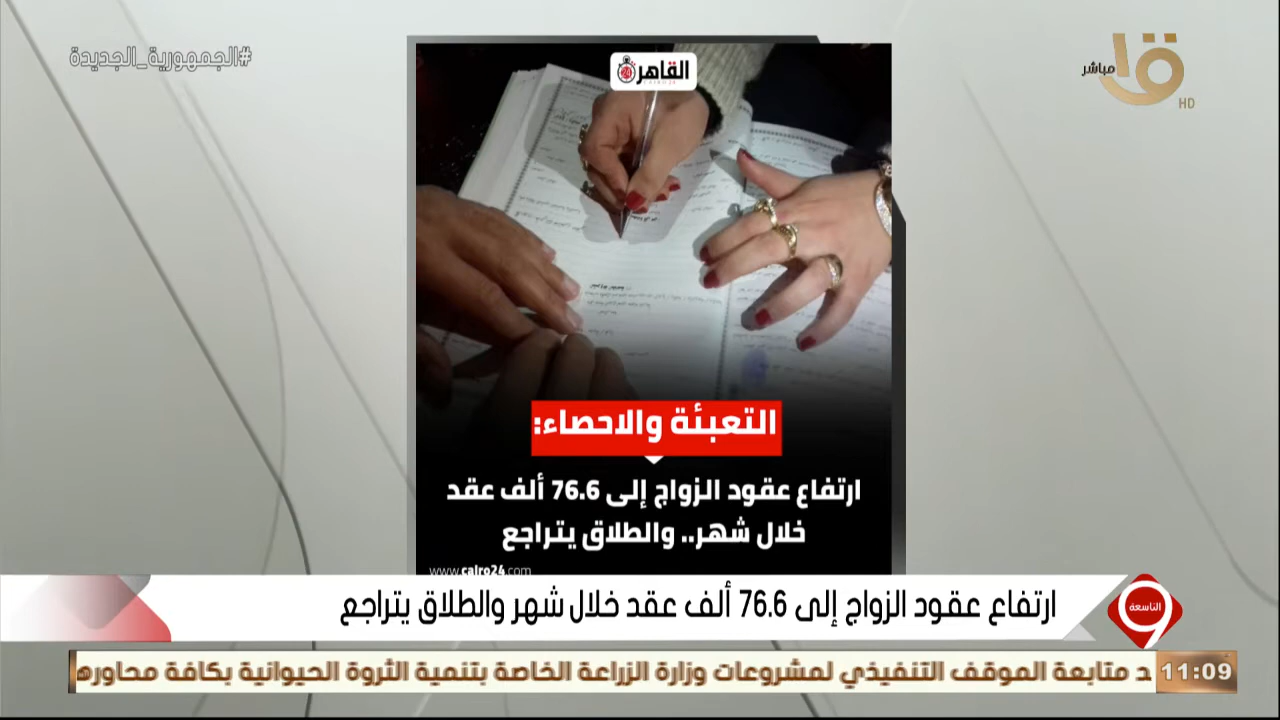 #الجمهورية_الجديدة
مباشر
HD
القاهرة 24
التعبئة والاحصاء:
ارتفاع عقود الزواج إلى 76.6 ألف عقد
خلال شهر.. والطلاق يتراجع
www.cairo24.com
ارتفاع عقود الزواج إلى 76.6 ألف عقد خلال شهر والطلاق يتراجع
التاسعة
9
د متابعة الموقف التنفيذي لمشروعات وزارة الزراعة الخاصة بتنمية الثروة الحيوانية بكافة محاوره
11:09